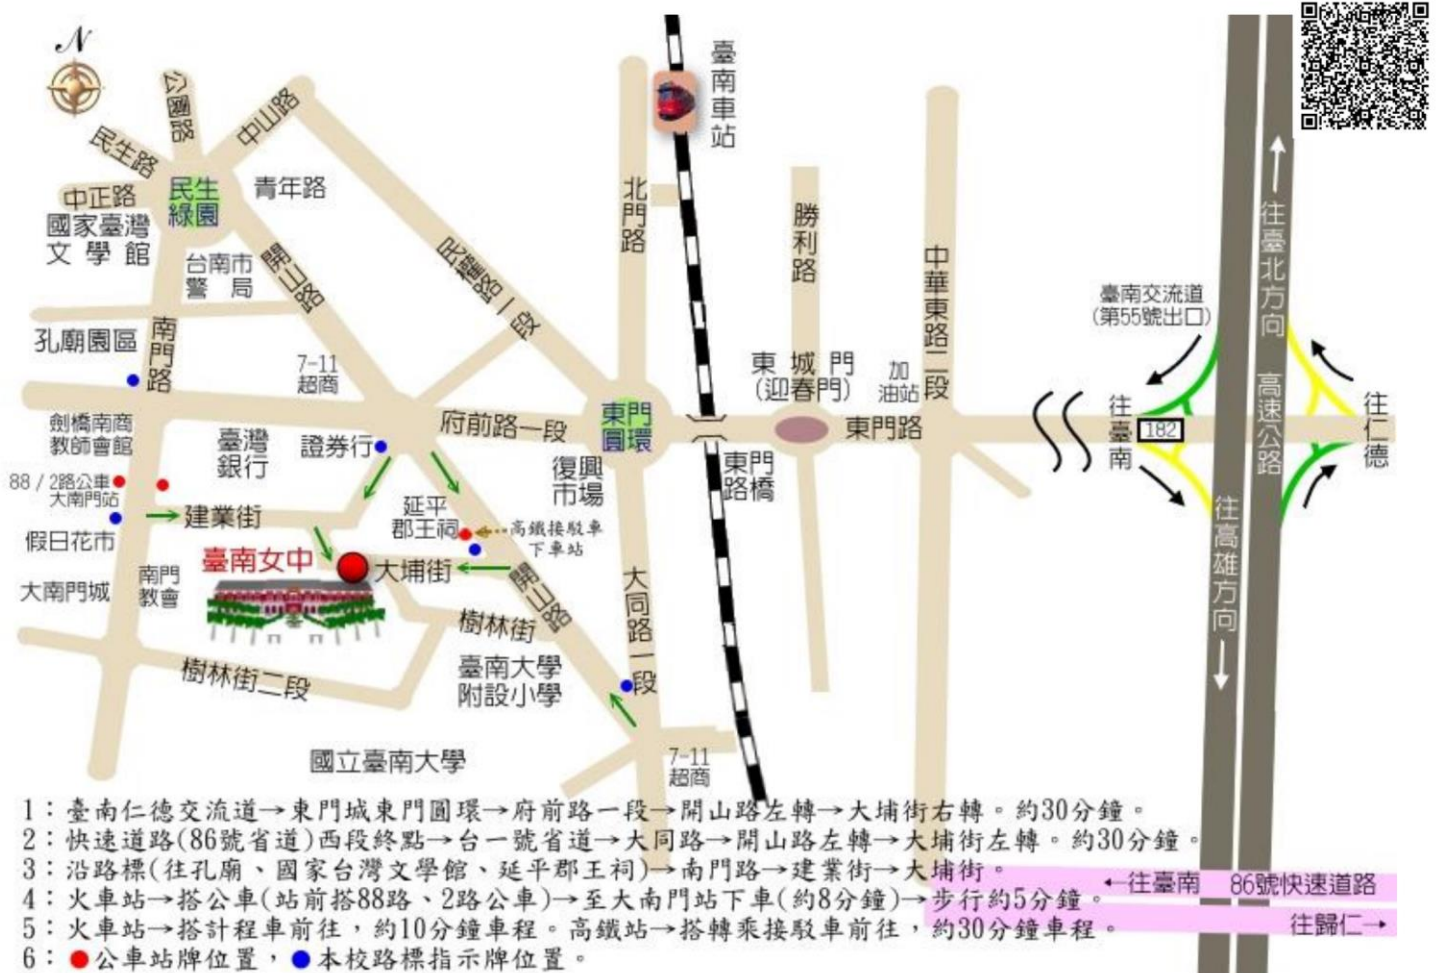 N
臺南車站
公園路
中山路
民生路
中正路
民生
綠園
青年路
北門路
國家臺灣
文學館
台南市
警局
開山路
民權路一段
勝利路
中華東路二段
往臺北方向
臺南交流道
(第55號出口)
孔廟園區
南門路
7-11
超商
東城門
(迎春門)
加
油站
高速公路
劍橋南商
教師會館
臺灣
銀行
證券行
府前路一段
東門
圓環
東門路
往臺南
182
往仁德
復興
市場
東門
路橋
88 / 2路公車
大南門站
建業街
延平
郡王祠
高鐵接駁車
下車站
假日花市
臺南女中
大埔街
往高雄方向
大南門城
南門
教會
開山路
大同路一段
樹林街
樹林街二段
臺南大學
附設小學
國立臺南大學
7-11
超商
1：臺南仁德交流道→東門城東門圓環→府前路一段→開山路左轉→大埔街右轉。約30分鐘。
2：快速道路(86號省道)西段終點→台一號省道→大同路→開山路左轉→大埔街左轉。約30分鐘。
3：沿路標(往孔廟、國家台灣文學館、延平郡王祠)→南門路→建業街→大埔街。
←往臺南 86號快速道路
4：火車站→搭公車(站前搭88路、2路公車)→至大南門站下車(約8分鐘)→步行約5分鐘。
5：火車站→搭計程車前往，約10分鐘車程。高鐵站→搭轉乘接駁車前往，約30分鐘車程。
往歸仁→
6：●公車站牌位置，●本校路標指示牌位置。